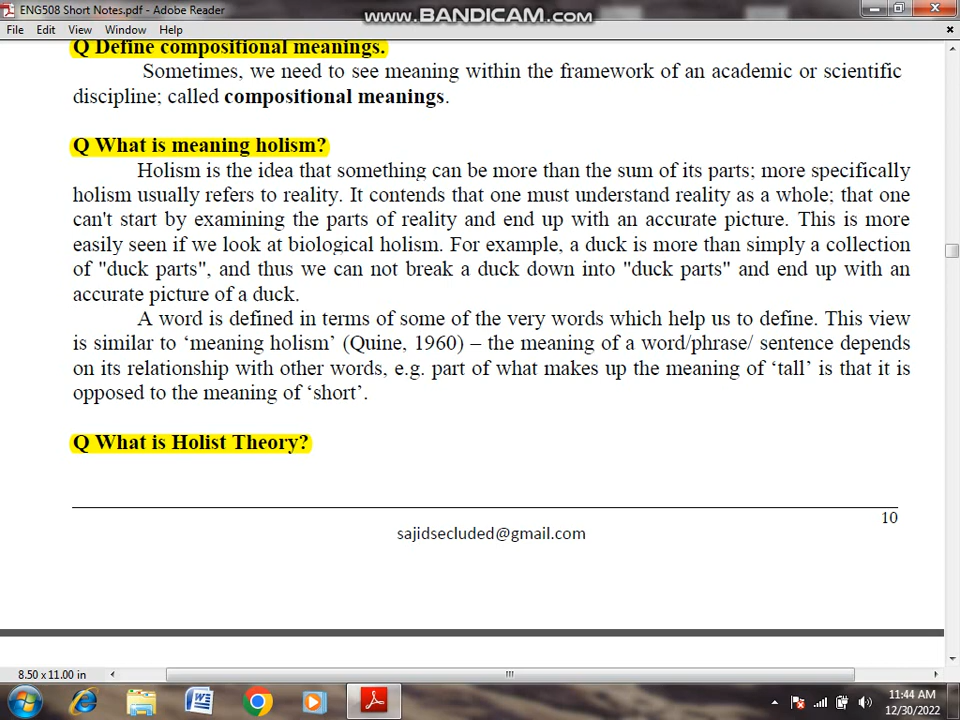 ENG508 Short Notes.pdf - Adobe Reader
www.BANDICAM.com
File Edit View Window Help
Q Define compositional meanings.
Sometimes, we need to see meaning within the framework of an academic or scientific
discipline; called compositional meanings.
Q What is meaning holism?
Holism is the idea that something can be more than the sum of its parts; more specifically
holism usually refers to reality. It contends that one must understand reality as a whole; that one
can't start by examining the parts of reality and end up with an accurate picture. This is more
easily seen if we look at biological holism. For example, a duck is more than simply a collection
of "duck parts", and thus we can not break a duck down into "duck parts" and end up with an
accurate picture of a duck.
A word is defined in terms of some of the very words which help us to define. This view
is similar to ‘meaning holism’ (Quine, 1960) – the meaning of a word/phrase/ sentence depends
on its relationship with other words, e.g. part of what makes up the meaning of ‘tall’ is that it is
opposed to the meaning of ‘short’.
Q What is Holist Theory?
10
sajidsecluded@gmail.com
8.50 x 11.00 in
11:44 AM
12/30/2022